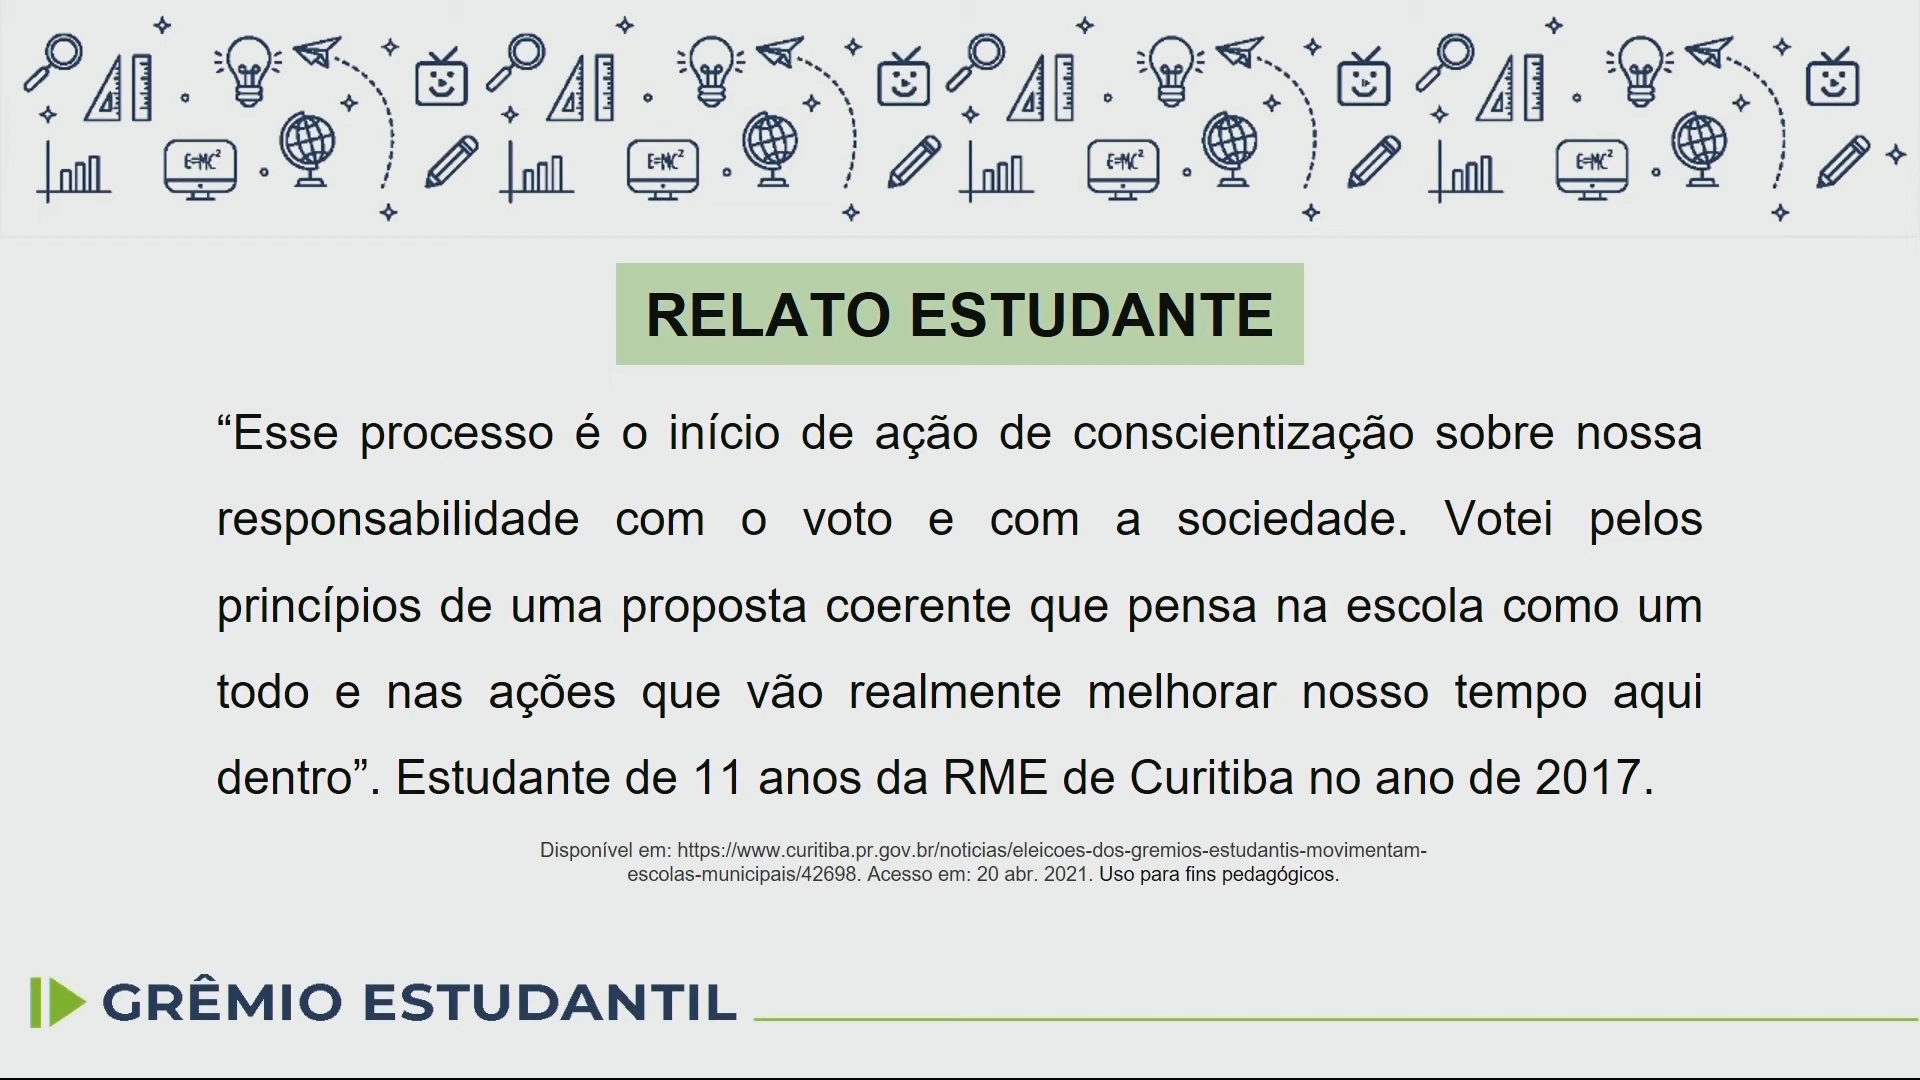 E=MC²
E=MC²
E=MC²
E=MC²
RELATO ESTUDANTE
“Esse processo é o início de ação de conscientização sobre nossa
responsabilidade com o voto e com a sociedade. Votei pelos
princípios de uma proposta coerente que pensa na escola como um
todo e nas ações que vão realmente melhorar nosso tempo aqui
dentro”. Estudante de 11 anos da RME de Curitiba no ano de 2017.
Disponível em: https://www.curitiba.pr.gov.br/noticias/eleicoes-dos-gremios-estudantis-movimentam-
escolas-municipais/42698. Acesso em: 20 abr. 2021. Uso para fins pedagógicos.
GRÊMIO ESTUDANTIL